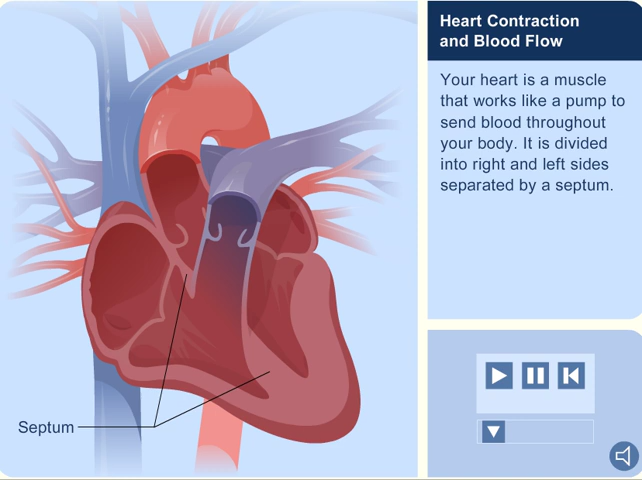 Heart Contraction
and Blood Flow
Your heart is a muscle
that works like a pump to
send blood throughout
your body. It is divided
into right and left sides
separated by a septum.
Septum